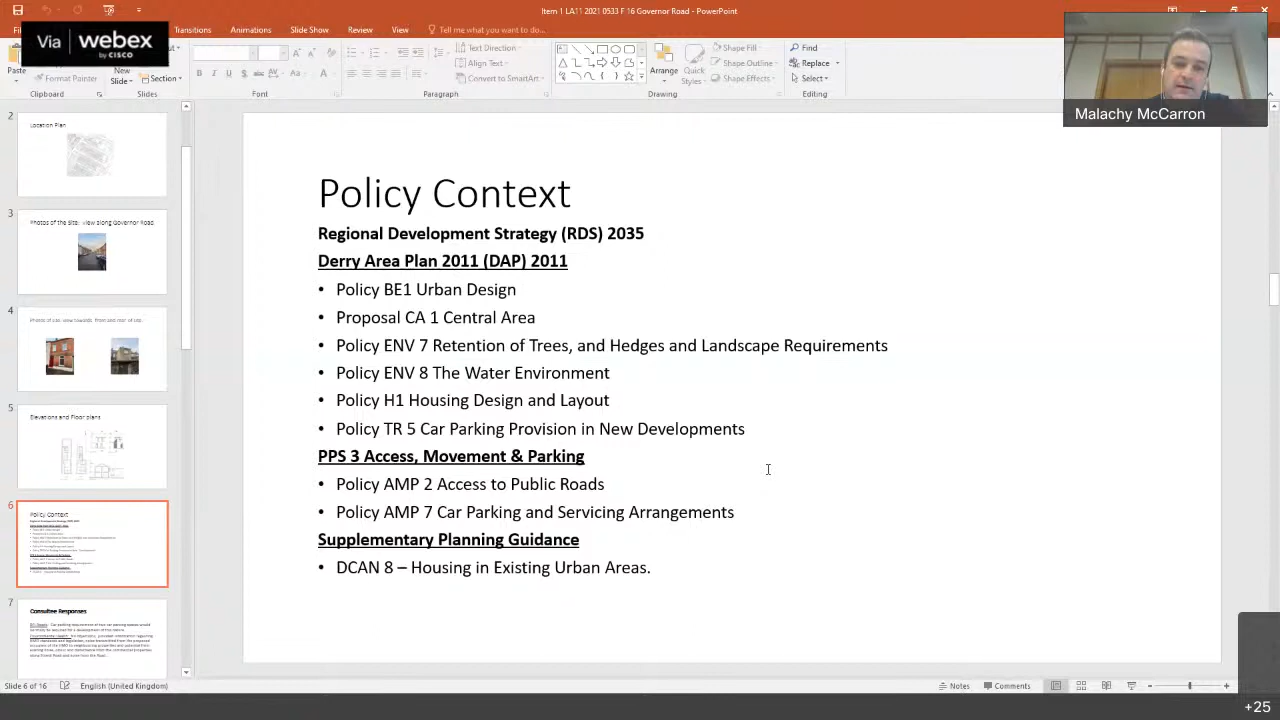 Item 1 LA11 2021 0533 F 16 Governor Road - PowerPoint
Transitions Animations Slide Show Review View Tell me what you want to do...
Via webex
by CISCO
Malachy McCarron
Paste
Format Painter
New
Slide
Section
Text Direction
Align Text
Convert to SmartArt
Arrange
Quick
Styles
Shape Fill
Shape Outline
Shape Effects
Find
Replace
Select
Clipboard Slides Font Paragraph Drawing Editing
2
Location Plan
3
Photos of the Site: view along Governor Road
4
5
Elevations and Floor plans
6
Policy Context
7
Consultee Responses
Policy Context
Regional Development Strategy (RDS) 2035
Derry Area Plan 2011 (DAP) 2011
• Policy BE1 Urban Design
• Proposal CA 1 Central Area
• Policy ENV 7 Retention of Trees, and Hedges and Landscape Requirements
• Policy ENV 8 The Water Environment
• Policy H1 Housing Design and Layout
• Policy TR 5 Car Parking Provision in New Developments
PPS 3 Access, Movement & Parking
• Policy AMP 2 Access to Public Roads
• Policy AMP 7 Car Parking and Servicing Arrangements
Supplementary Planning Guidance
• DCAN 8 – Housing in Existing Urban Areas.
Slide 6 of 16 English (United Kingdom) Notes Comments
+25